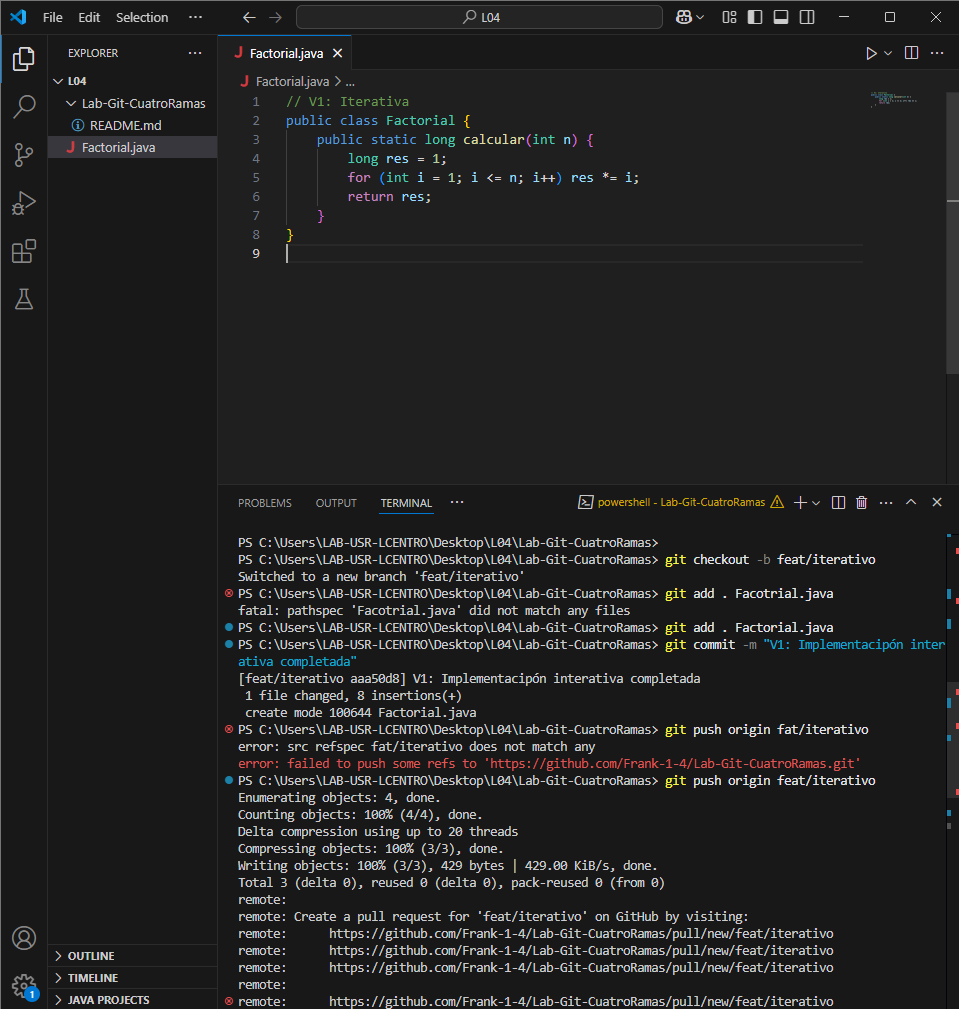 File Edit Selection ··· L04
EXPLORER ···
L04
Lab-Git-CuatroRamas
README.md
J Factorial.java
OUTLINE
TIMELINE
JAVA PROJECTS
1
J Factorial.java
J Factorial.java > ...
1 // V1: Iterativa
2 public class Factorial {
3 public static long calcular(int n) {
4 long res = 1;
5 for (int i = 1; i <= n; i++) res *= i;
6 return res;
7 }
8 }
9
PROBLEMS OUTPUT TERMINAL ··· powershell - Lab-Git-CuatroRamas
PS C:\Users\LAB-USR-LCENTRO\Desktop\L04\Lab-Git-CuatroRamas>
PS C:\Users\LAB-USR-LCENTRO\Desktop\L04\Lab-Git-CuatroRamas> git checkout -b feat/iterativo
Switched to a new branch 'feat/iterativo'
PS C:\Users\LAB-USR-LCENTRO\Desktop\L04\Lab-Git-CuatroRamas> git add . Facotrial.java
fatal: pathspec 'Facotrial.java' did not match any files
PS C:\Users\LAB-USR-LCENTRO\Desktop\L04\Lab-Git-CuatroRamas> git add . Factorial.java
PS C:\Users\LAB-USR-LCENTRO\Desktop\L04\Lab-Git-CuatroRamas> git commit -m "V1: Implementacipón inter
ativa completada"
[feat/iterativo aaa50d8] V1: Implementacipón interativa completada
1 file changed, 8 insertions(+)
create mode 100644 Factorial.java
PS C:\Users\LAB-USR-LCENTRO\Desktop\L04\Lab-Git-CuatroRamas> git push origin fat/iterativo
error: src refspec fat/iterativo does not match any
error: failed to push some refs to 'https://github.com/Frank-1-4/Lab-Git-CuatroRamas.git'
PS C:\Users\LAB-USR-LCENTRO\Desktop\L04\Lab-Git-CuatroRamas> git push origin feat/iterativo
Enumerating objects: 4, done.
Counting objects: 100% (4/4), done.
Delta compression using up to 20 threads
Compressing objects: 100% (3/3), done.
Writing objects: 100% (3/3), 429 bytes | 429.00 KiB/s, done.
Total 3 (delta 0), reused 0 (delta 0), pack-reused 0 (from 0)
remote:
remote: Create a pull request for 'feat/iterativo' on GitHub by visiting:
remote: https://github.com/Frank-1-4/Lab-Git-CuatroRamas/pull/new/feat/iterativo
remote: https://github.com/Frank-1-4/Lab-Git-CuatroRamas/pull/new/feat/iterativo
remote: https://github.com/Frank-1-4/Lab-Git-CuatroRamas/pull/new/feat/iterativo
remote:
remote: https://github.com/Frank-1-4/Lab-Git-CuatroRamas/pull/new/feat/iterativo